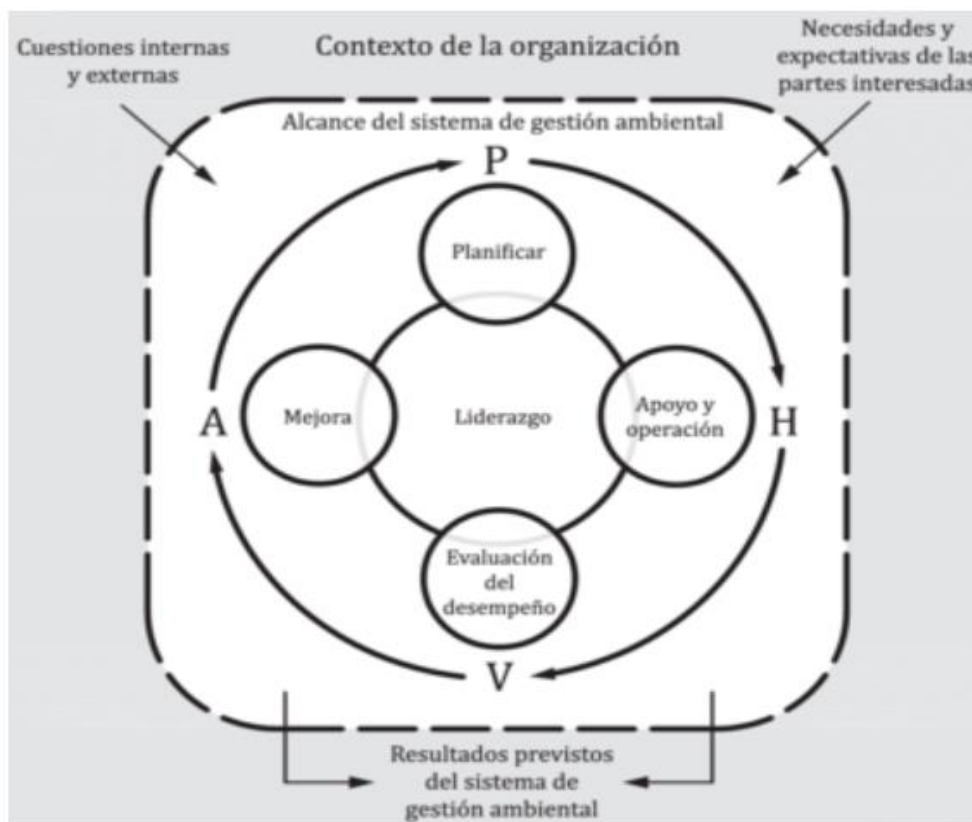 Cuestiones internas
y externas
Contexto de la organización
Necesidades y
expectativas de las
partes interesadas
Alcance del sistema de gestión ambiental
P
Planificar
A
Mejora
Liderazgo
Apoyo y
operación
H
Evaluación
del
desempeño
V
Resultados previstos
del sistema de
gestión ambiental